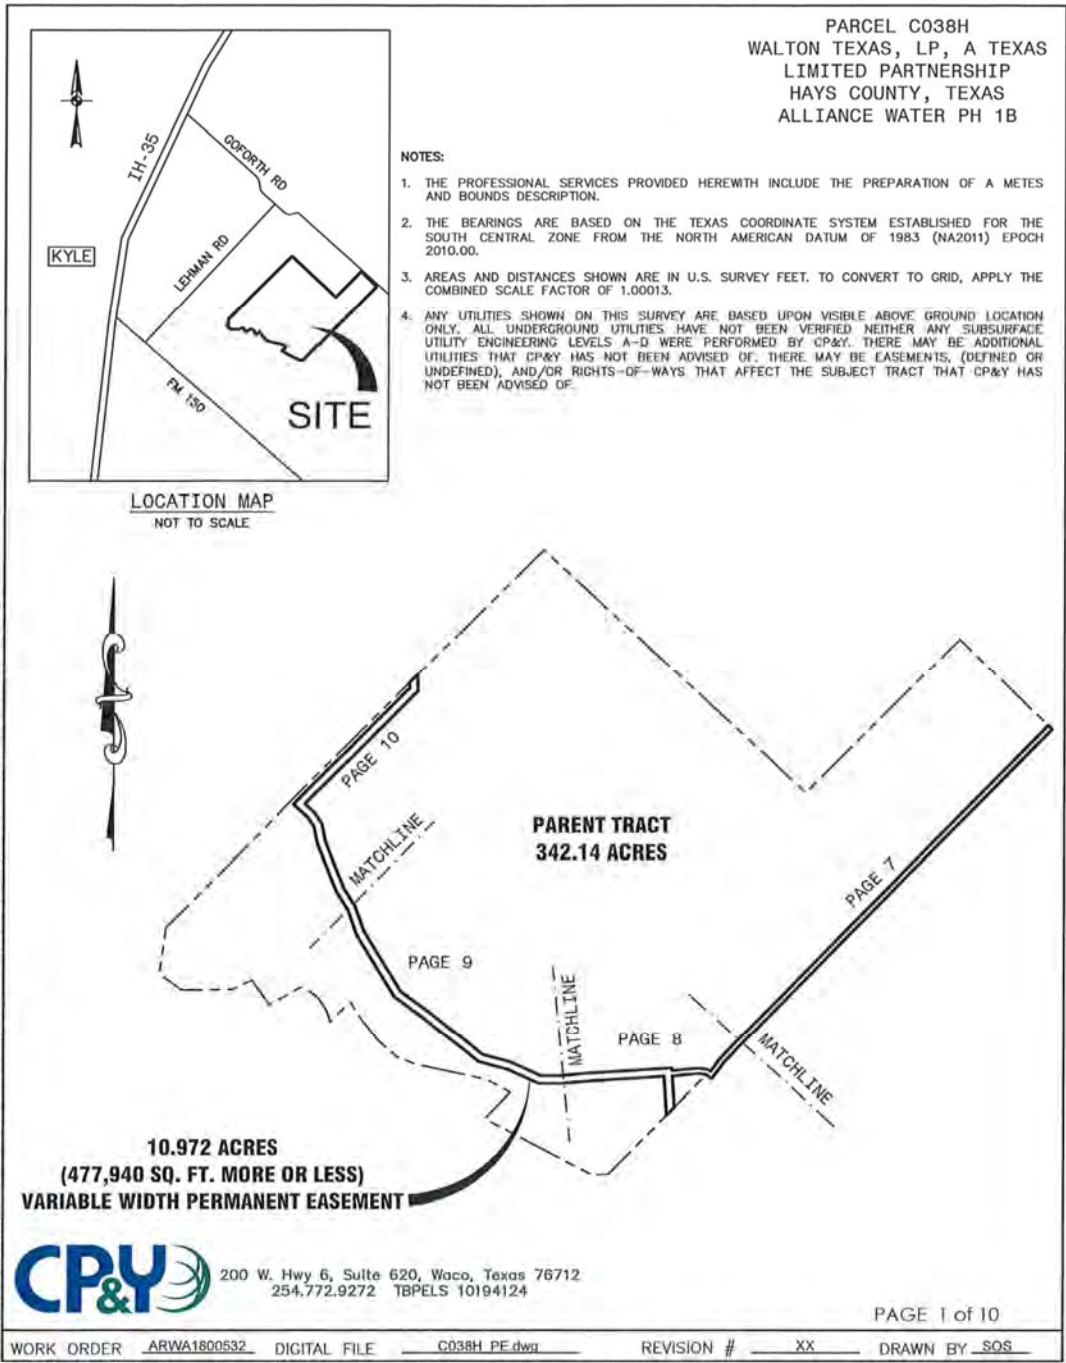 PARCEL C038H
WALTON TEXAS, LP, A TEXAS
LIMITED PARTNERSHIP
HAYS COUNTY, TEXAS
ALLIANCE WATER PH 1B
IH-35
GOFORTH RD
KYLE
LEHMAN RD
FM 150
SITE
LOCATION MAP
NOT TO SCALE
NOTES:
1. THE PROFESSIONAL SERVICES PROVIDED HEREWITH INCLUDE THE PREPARATION OF A METES
AND BOUNDS DESCRIPTION.
2. THE BEARINGS ARE BASED ON THE TEXAS COORDINATE SYSTEM ESTABLISHED FOR THE
SOUTH CENTRAL ZONE FROM THE NORTH AMERICAN DATUM OF 1983 (NA2011) EPOCH
2010.00.
3. AREAS AND DISTANCES SHOWN ARE IN U.S. SURVEY FEET. TO CONVERT TO GRID, APPLY THE
COMBINED SCALE FACTOR OF 1.00013.
4. ANY UTILITIES SHOWN ON THIS SURVEY ARE BASED UPON VISIBLE ABOVE GROUND LOCATION
ONLY. ALL UNDERGROUND UTILITIES HAVE NOT BEEN VERIFIED NEITHER ANY SUBSURFACE
UTILITY ENGINEERING LEVELS A-D WERE PERFORMED BY CP&Y. THERE MAY BE ADDITIONAL
UTILITIES THAT CP&Y HAS NOT BEEN ADVISED OF. THERE MAY BE EASEMENTS, (DEFINED OR
UNDEFINED), AND/OR RIGHTS-OF-WAYS THAT AFFECT THE SUBJECT TRACT THAT CP&Y HAS
NOT BEEN ADVISED OF.
PAGE 10
MATCHLINE
PARENT TRACT
342.14 ACRES
PAGE 7
PAGE 9
MATCHLINE
PAGE 8
MATCHLINE
10.972 ACRES
(477,940 SQ. FT. MORE OR LESS)
VARIABLE WIDTH PERMANENT EASEMENT
CP&Y
200 W. Hwy 6, Suite 620, Waco, Texas 76712
254.772.9272 TBPELS 10194124
PAGE 1 of 10
WORK ORDER ARWA1800532 DIGITAL FILE C038H_PE.dwg REVISION # XX DRAWN BY SOS